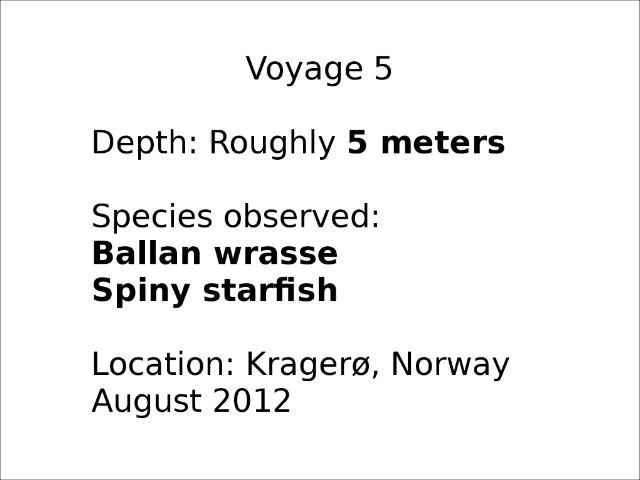 Voyage 5
Depth: Roughly 5 meters
Species observed:
Ballan wrasse
Spiny starfish
Location: Kragerø, Norway
August 2012